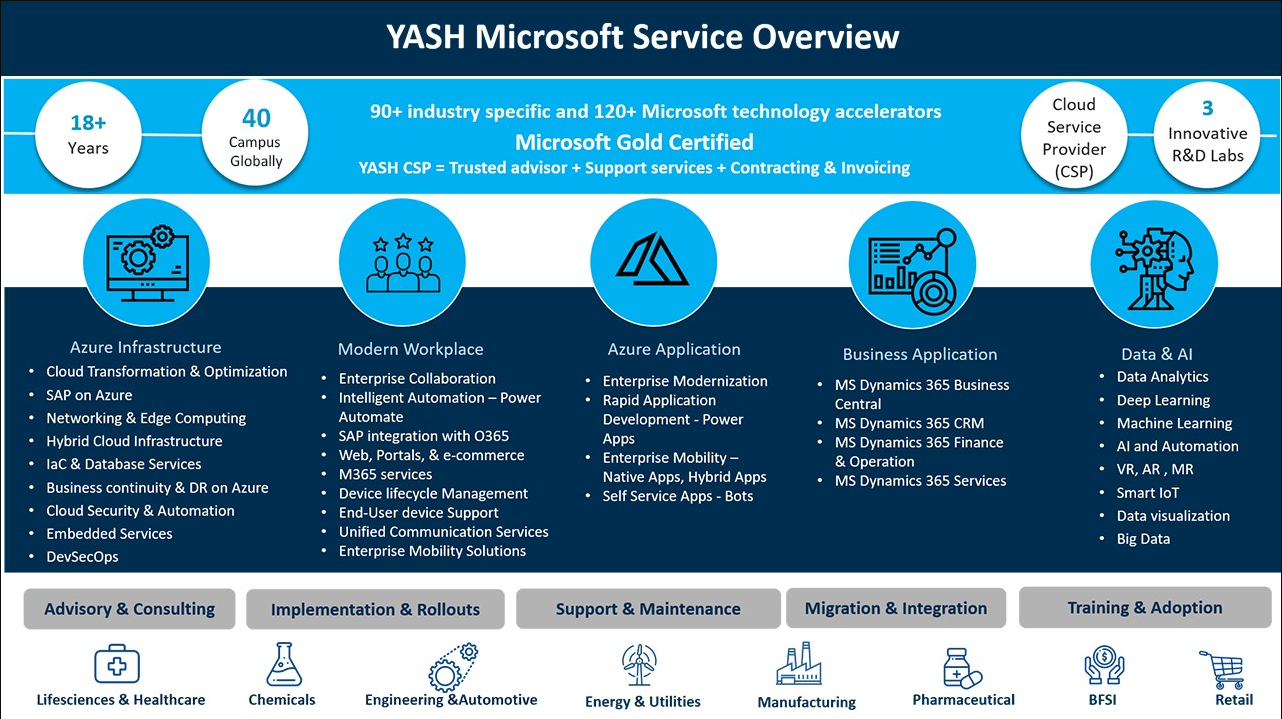 YASH Microsoft Service Overview
18+
Years
40
Campus
Globally
90+ industry specific and 120+ Microsoft technology accelerators
Microsoft Gold Certified
YASH CSP = Trusted advisor + Support services + Contracting & Invoicing
Cloud
Service
Provider
(CSP)
3
Innovative
R&D Labs
Azure Infrastructure
• Cloud Transformation & Optimization
• SAP on Azure
• Networking & Edge Computing
• Hybrid Cloud Infrastructure
• IaC & Database Services
• Business continuity & DR on Azure
• Cloud Security & Automation
• Embedded Services
• DevSecOps
Modern Workplace
• Enterprise Collaboration
• Intelligent Automation – Power
Automate
• SAP integration with O365
• Web, Portals, & e-commerce
• M365 services
• Device lifecycle Management
• End-User device Support
• Unified Communication Services
• Enterprise Mobility Solutions
Azure Application
• Enterprise Modernization
• Rapid Application
Development - Power
Apps
• Enterprise Mobility –
Native Apps, Hybrid Apps
• Self Service Apps - Bots
Business Application
• MS Dynamics 365 Business
Central
• MS Dynamics 365 CRM
• MS Dynamics 365 Finance
& Operation
• MS Dynamics 365 Services
Data & AI
• Data Analytics
• Deep Learning
• Machine Learning
• AI and Automation
• VR, AR , MR
• Smart IoT
• Data visualization
• Big Data
Advisory & Consulting
Implementation & Rollouts
Support & Maintenance
Migration & Integration
Training & Adoption
Lifesciences & Healthcare
Chemicals
Engineering &Automotive
Energy & Utilities
Manufacturing
Pharmaceutical
BFSI
Retail